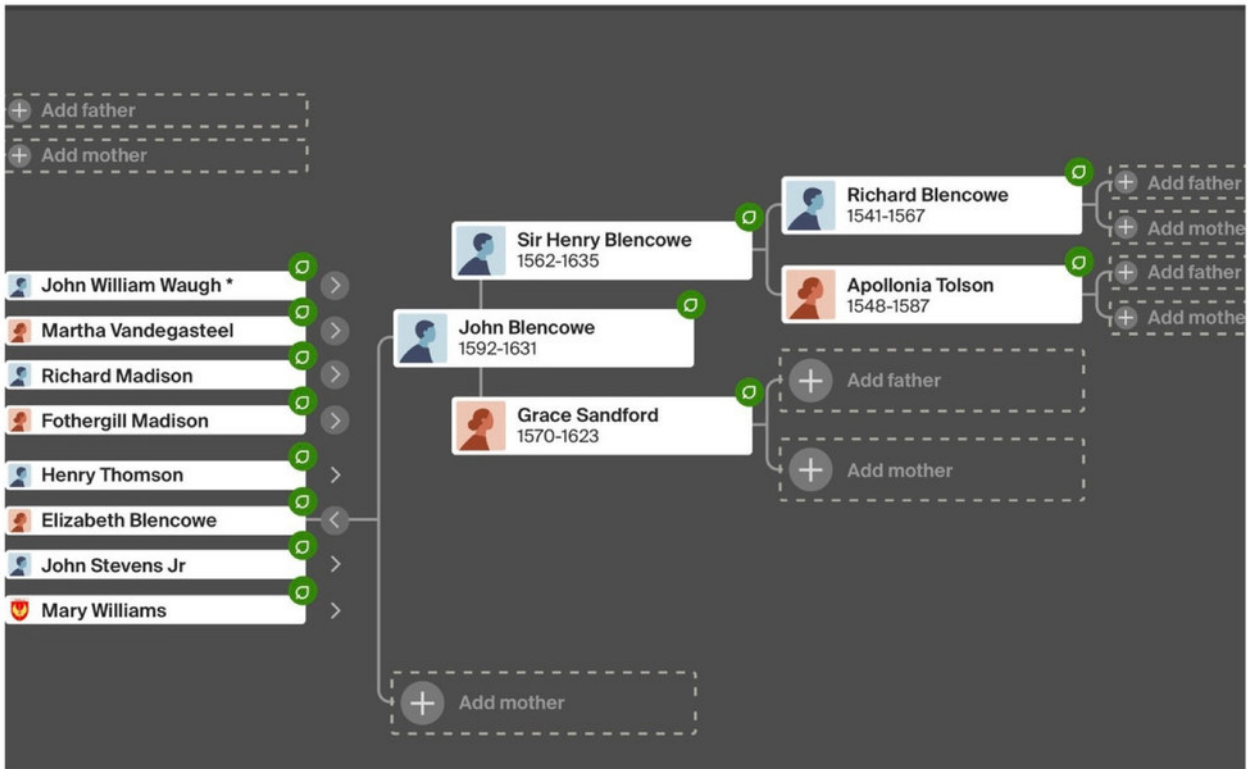 Add father
Add mother
John William Waugh *
Martha Vandegasteel
Richard Madison
Fothergill Madison
Henry Thomson
Elizabeth Blencowe
John Stevens Jr
Mary Williams
John Blencowe
1592-1631
Add mother
Sir Henry Blencowe
1562-1635
Grace Sandford
1570-1623
Richard Blencowe
1541-1567
Apollonia Tolson
1548-1587
Add father
Add mother
Add father
Add mothe
Add father
Add mothe